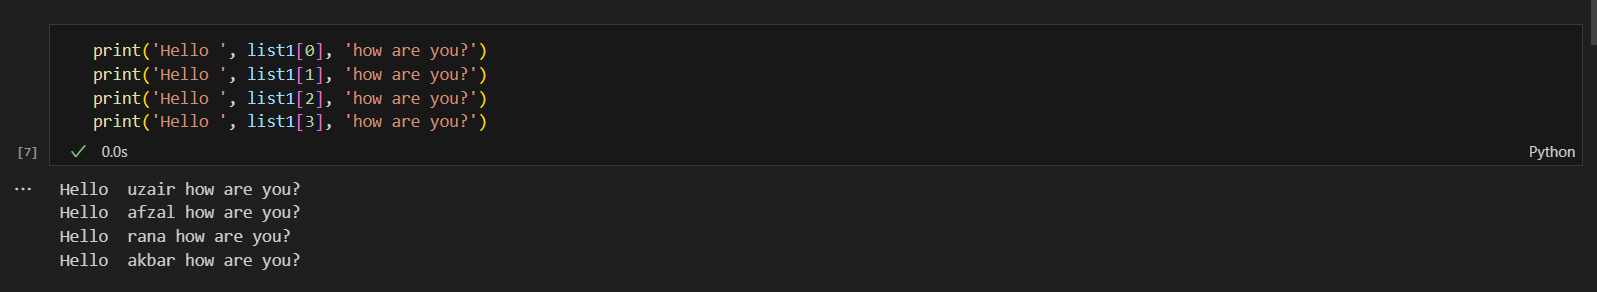 print('Hello ', list1[0], 'how are you?')
print('Hello ', list1[1], 'how are you?')
print('Hello ', list1[2], 'how are you?')
print('Hello ', list1[3], 'how are you?')
[7] ✓ 0.0s Python
... Hello  uzair how are you?
Hello  afzal how are you?
Hello  rana how are you?
Hello  akbar how are you?